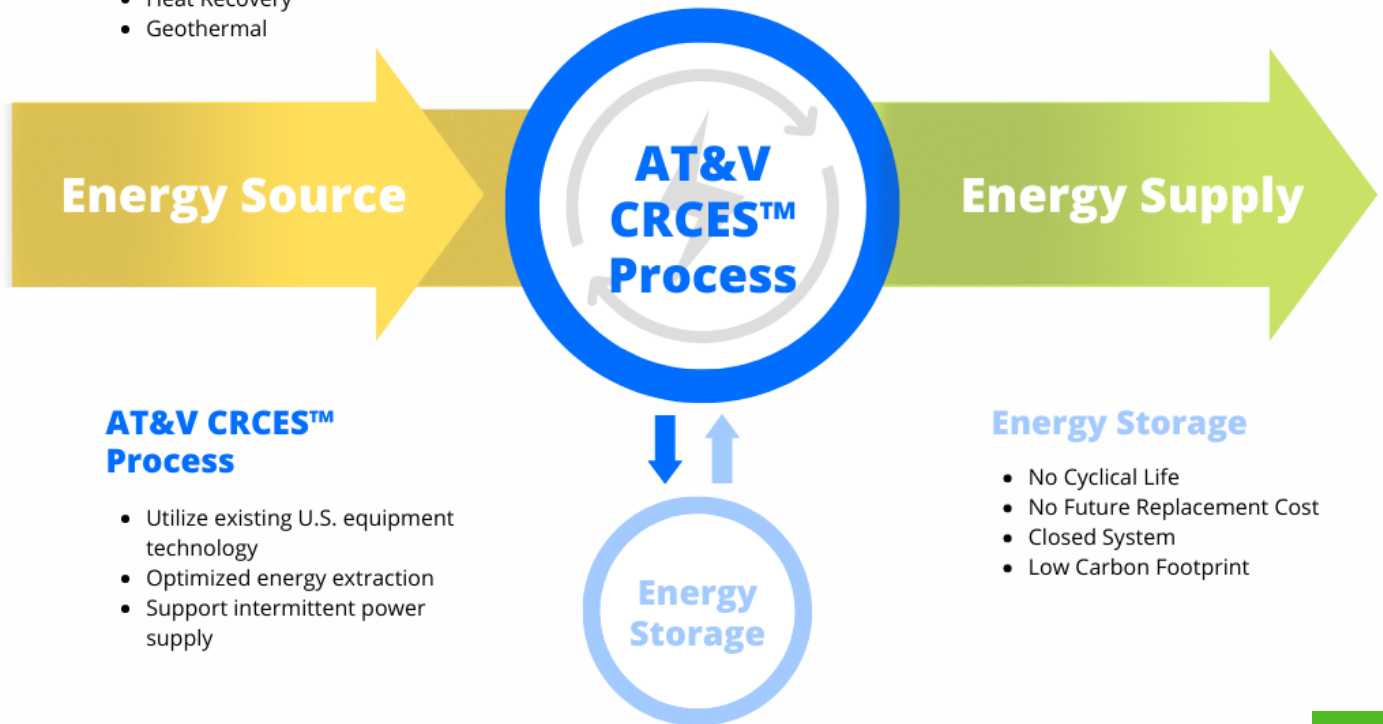 Heat Recovery
Geothermal
Energy Source
AT&V
CRCES™
Process
Energy Supply
AT&V CRCES™
Process
Utilize existing U.S. equipment
technology
Optimized energy extraction
Support intermittent power
supply
Energy
Storage
Energy Storage
No Cyclical Life
No Future Replacement Cost
Closed System
Low Carbon Footprint